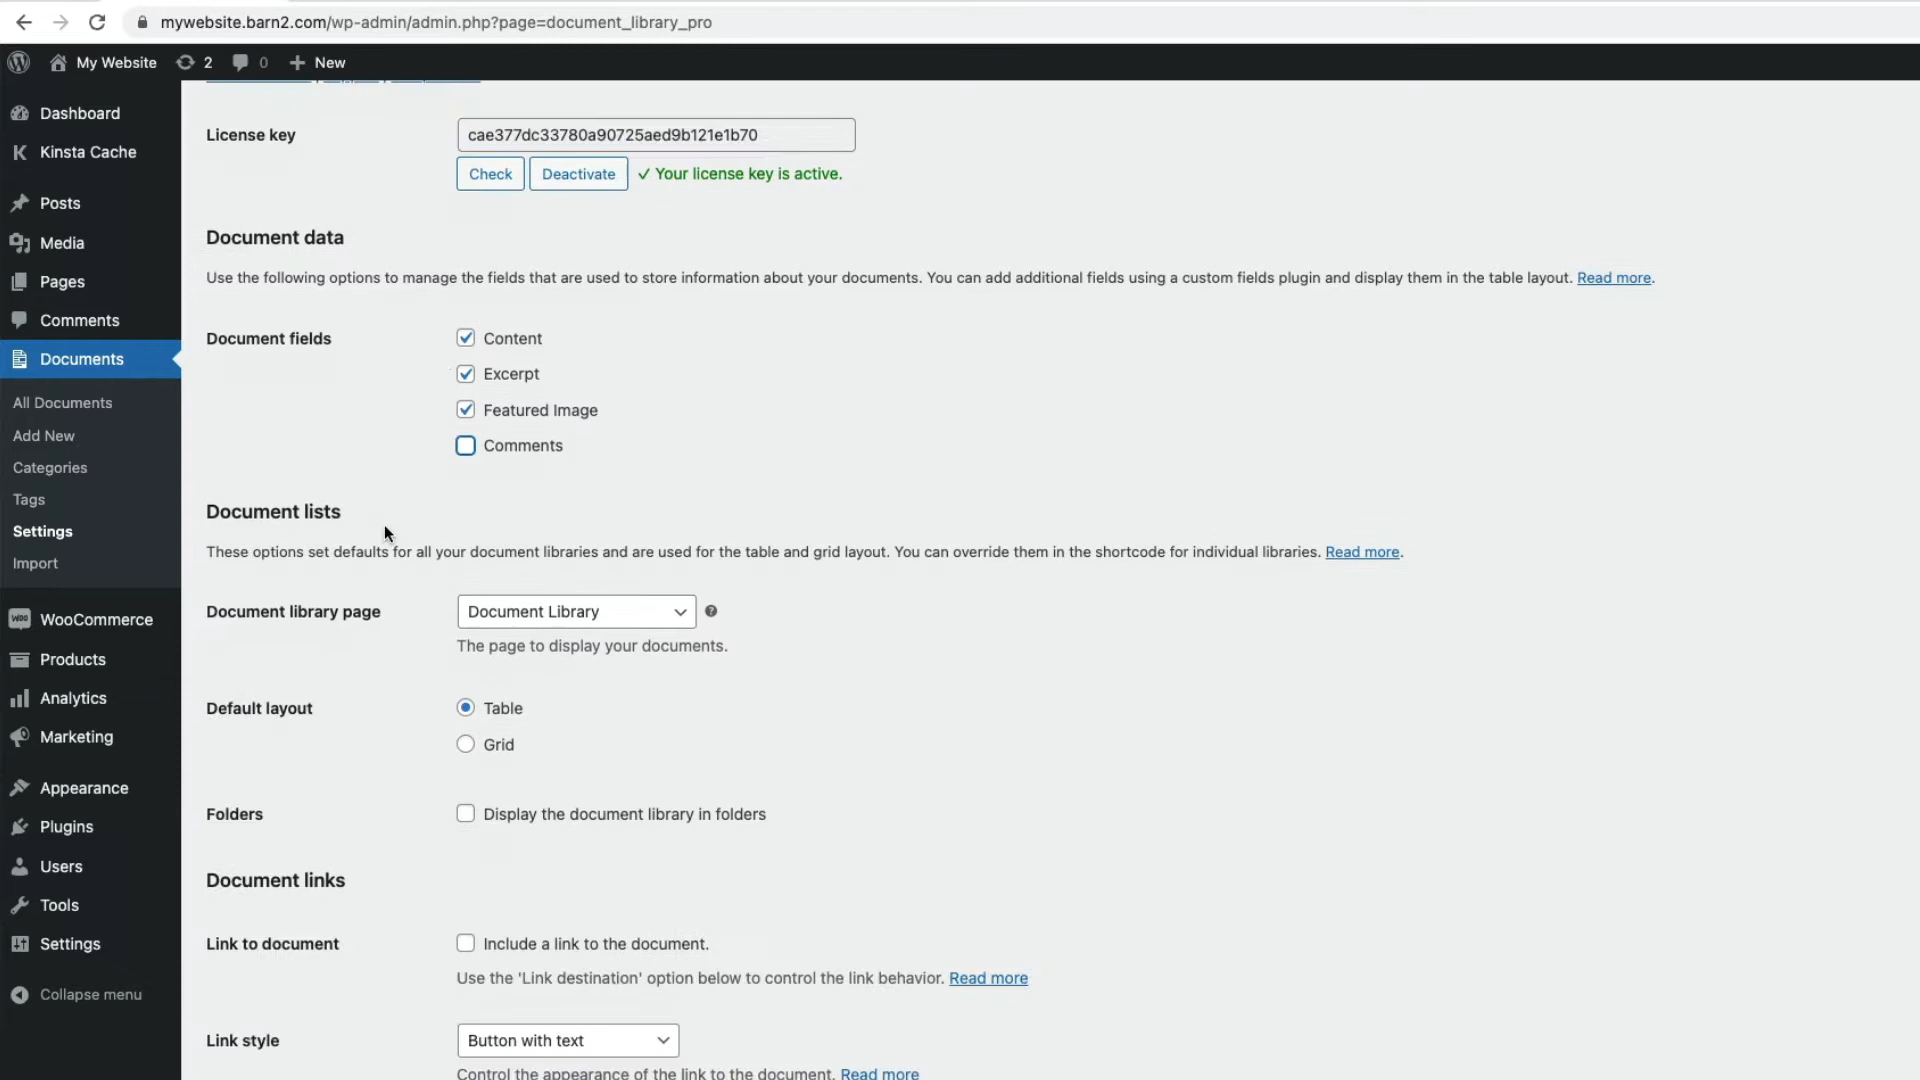 mywebsite.barn2.com/wp-admin/admin.php?page=document_library_pro
My Website 2 0 New
Dashboard
Kinsta Cache
Posts
Media
Pages
Comments
Documents
All Documents
Add New
Categories
Tags
Settings
Import
WooCommerce
Products
Analytics
Marketing
Appearance
Plugins
Users
Tools
Settings
Collapse menu
License key
cae377dc33780a90725aed9b121e1b70
Check Deactivate ✓ Your license key is active.
Document data
Use the following options to manage the fields that are used to store information about your documents. You can add additional fields using a custom fields plugin and display them in the table layout. Read more.
Document fields
Content
Excerpt
Featured Image
Comments
Document lists
These options set defaults for all your document libraries and are used for the table and grid layout. You can override them in the shortcode for individual libraries. Read more.
Document library page
Document Library
The page to display your documents.
Default layout
Table
Grid
Folders
Display the document library in folders
Document links
Link to document
Include a link to the document.
Use the 'Link destination' option below to control the link behavior. Read more
Link style
Button with text
Control the appearance of the link to the document. Read more